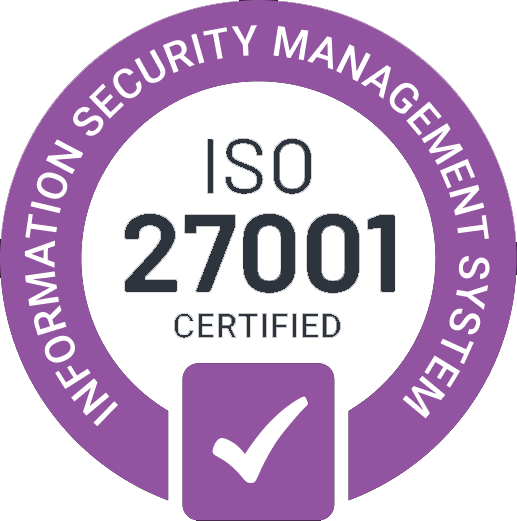 INFORMATION SECURITY MANAGEMENT SYSTEM
ISO
27001
CERTIFIED